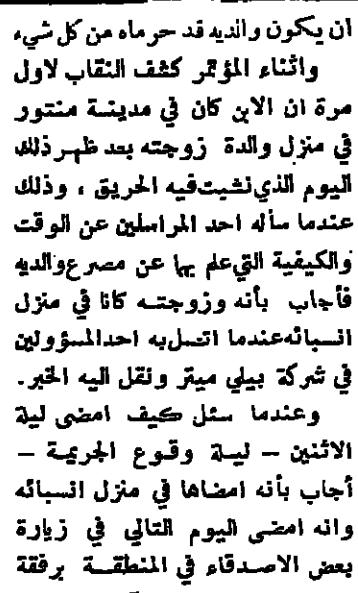 ان يكون والديه قد حرماه من كل شيء
واثناء المؤتمر كشف النقاب لاول
مرة ان الابن كان في مدينة منتور
في منزل والدة زوجته بعد ظهر ذلك
اليوم الذي نشبت فيه الحريق ، وذلك
عندما سأله احد المراسلين عن الوقت
والكيفية التي علم بها عن مصرع والديه
فأجاب بأنه وزوجته كانا في منزل
انسبائه عندما اتصل به احد المسؤولين
في شركة بيلي ميتر ونقل اليه الخبر .
وعندما سئل كيف امضى ليلة
الاثنين – ليلة وقوع الجريمة –
أجاب بأنه امضاها في منزل انسبائه
وانه امضى اليوم التالي في زيارة
بعض الاصدقاء في المنطقة برفقة